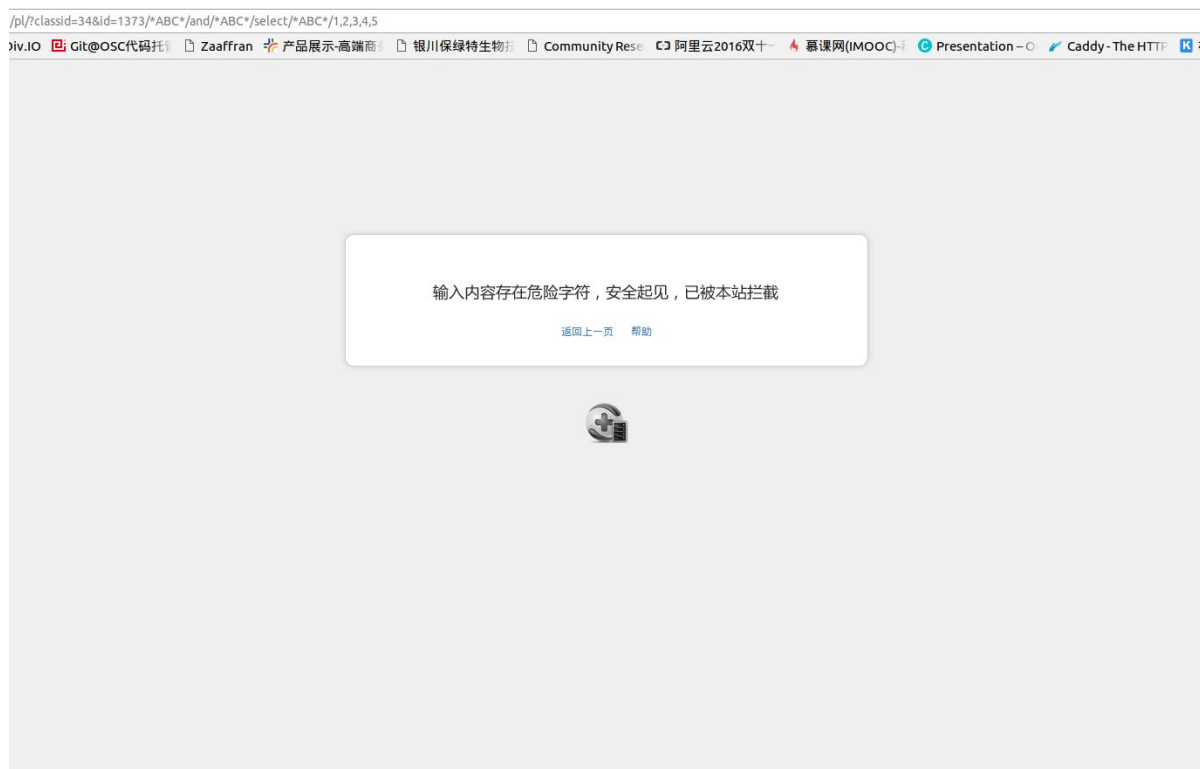 /pl/?classid=34&id=1373/*ABC*/and/*ABC*/select/*ABC*/1,2,3,4,5
Div.IO Git@OSC代码托 Zaaffran 产品展示-高端商 银川保绿特生物 Community Rese 阿里云2016双十一 慕课网(IMOOC)- Presentation – Caddy - The HTTP
输入内容存在危险字符，安全起见，已被本站拦截
返回上一页 帮助